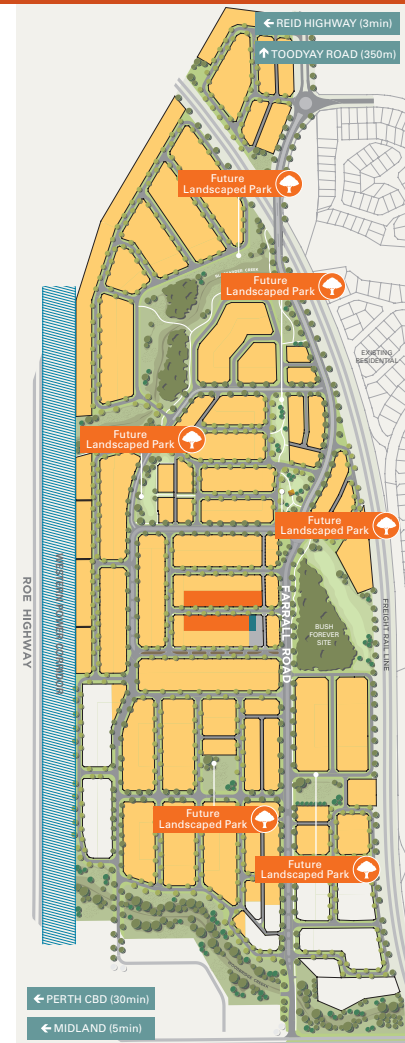 ← REID HIGHWAY (3min)
↑ TOODYAY ROAD (350m)
Future
Landscaped Park
Future
Landscaped Park
EXISTING
RESIDENTIAL
Future
Landscaped Park
Future
Landscaped Park
ROE HIGHWAY
WESTERN POWER CORRIDOR
FARRALL ROAD
BUSH
FOREVER
SITE
FREIGHT RAIL LINE
Future
Landscaped Park
Future
Landscaped Park
← PERTH CBD (30min)
← MIDLAND (5min)